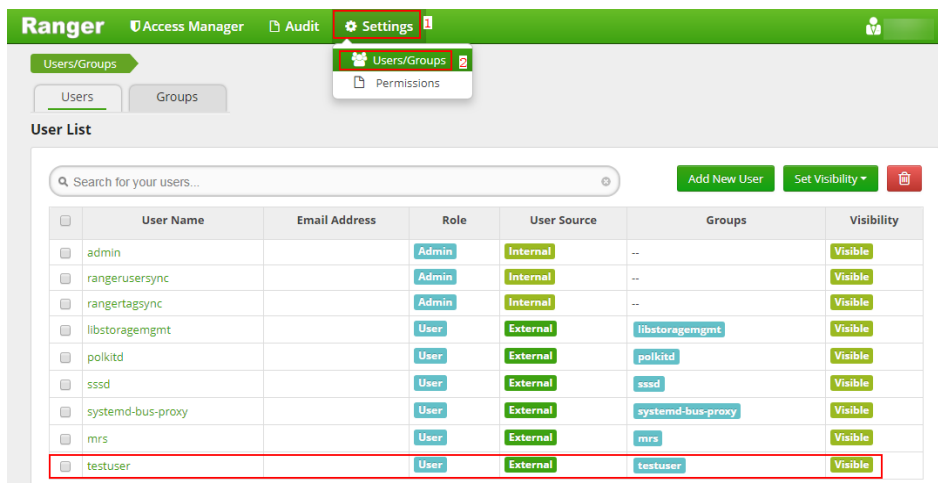 Ranger Access Manager Audit Settings 1
Users/Groups 2
Permissions
Users/Groups
Users Groups
User List
Search for your users...
Add New User Set Visibility
User Name Email Address Role User Source Groups Visibility
admin Admin Internal -- Visible
rangerusersync Admin Internal -- Visible
rangertagsync Admin Internal -- Visible
libstoragemgmt User External libstoragemgmt Visible
polkitd User External polkitd Visible
sssd User External sssd Visible
systemd-bus-proxy User External systemd-bus-proxy Visible
mrs User External mrs Visible
testuser User External testuser Visible